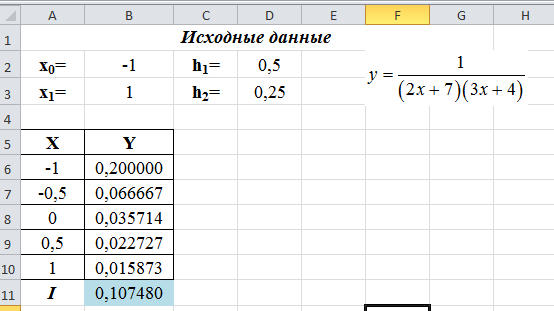 A B C D E F G H
1 Исходные данные
2 x₀= -1 h₁= 0,5
3 x₁= 1 h₂= 0,25
y = 1 / (2x + 7)(3x + 4)
4
5 X Y
6 -1 0,200000
7 -0,5 0,066667
8 0 0,035714
9 0,5 0,022727
10 1 0,015873
11 I 0,107480